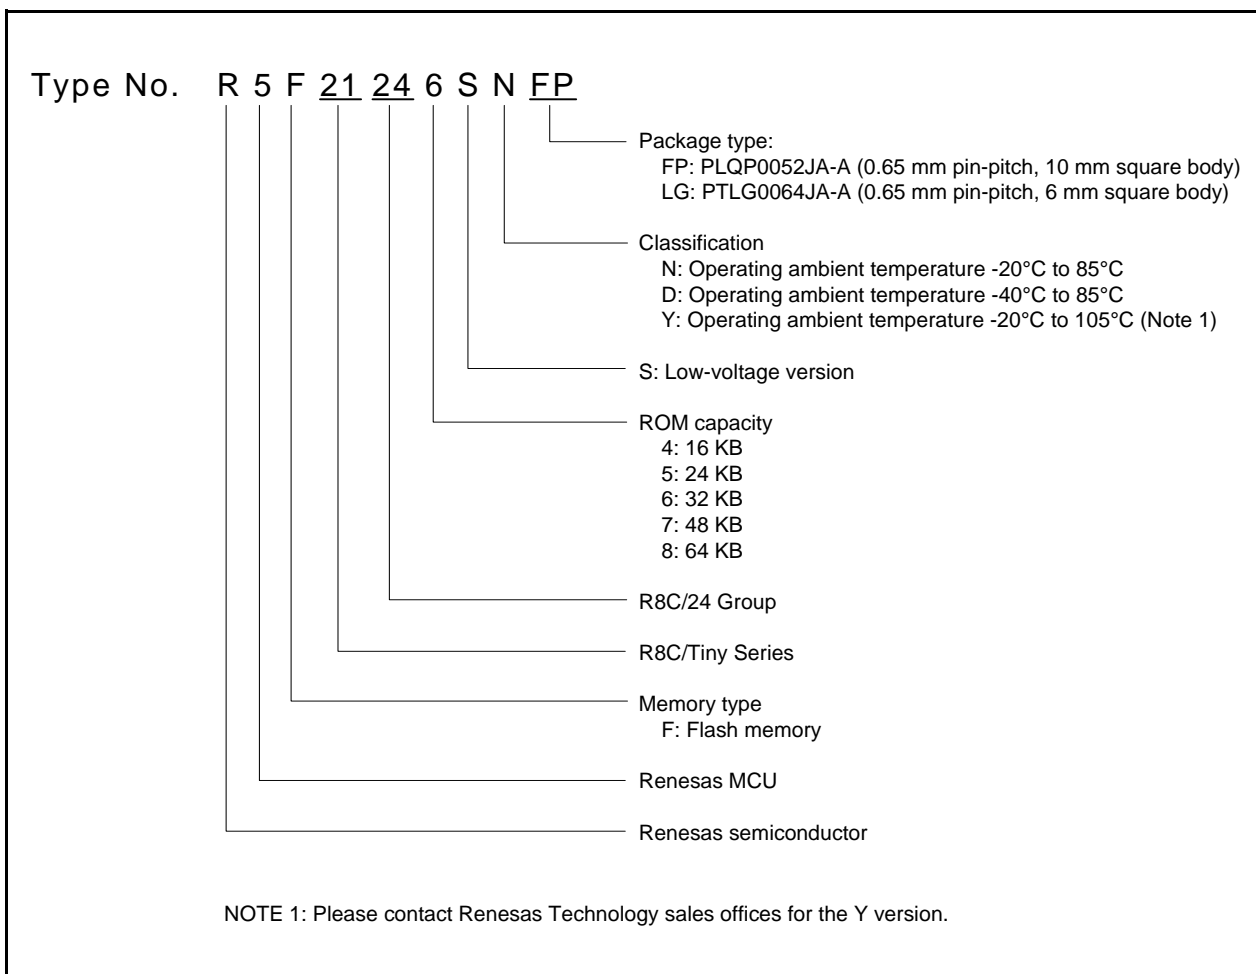 Type No. R 5 F 21 24 6 S N FP
Package type:
FP: PLQP0052JA-A (0.65 mm pin-pitch, 10 mm square body)
LG: PTLG0064JA-A (0.65 mm pin-pitch, 6 mm square body)
Classification
N: Operating ambient temperature -20°C to 85°C
D: Operating ambient temperature -40°C to 85°C
Y: Operating ambient temperature -20°C to 105°C (Note 1)
S: Low-voltage version
ROM capacity
4: 16 KB
5: 24 KB
6: 32 KB
7: 48 KB
8: 64 KB
R8C/24 Group
R8C/Tiny Series
Memory type
F: Flash memory
Renesas MCU
Renesas semiconductor
NOTE 1: Please contact Renesas Technology sales offices for the Y version.